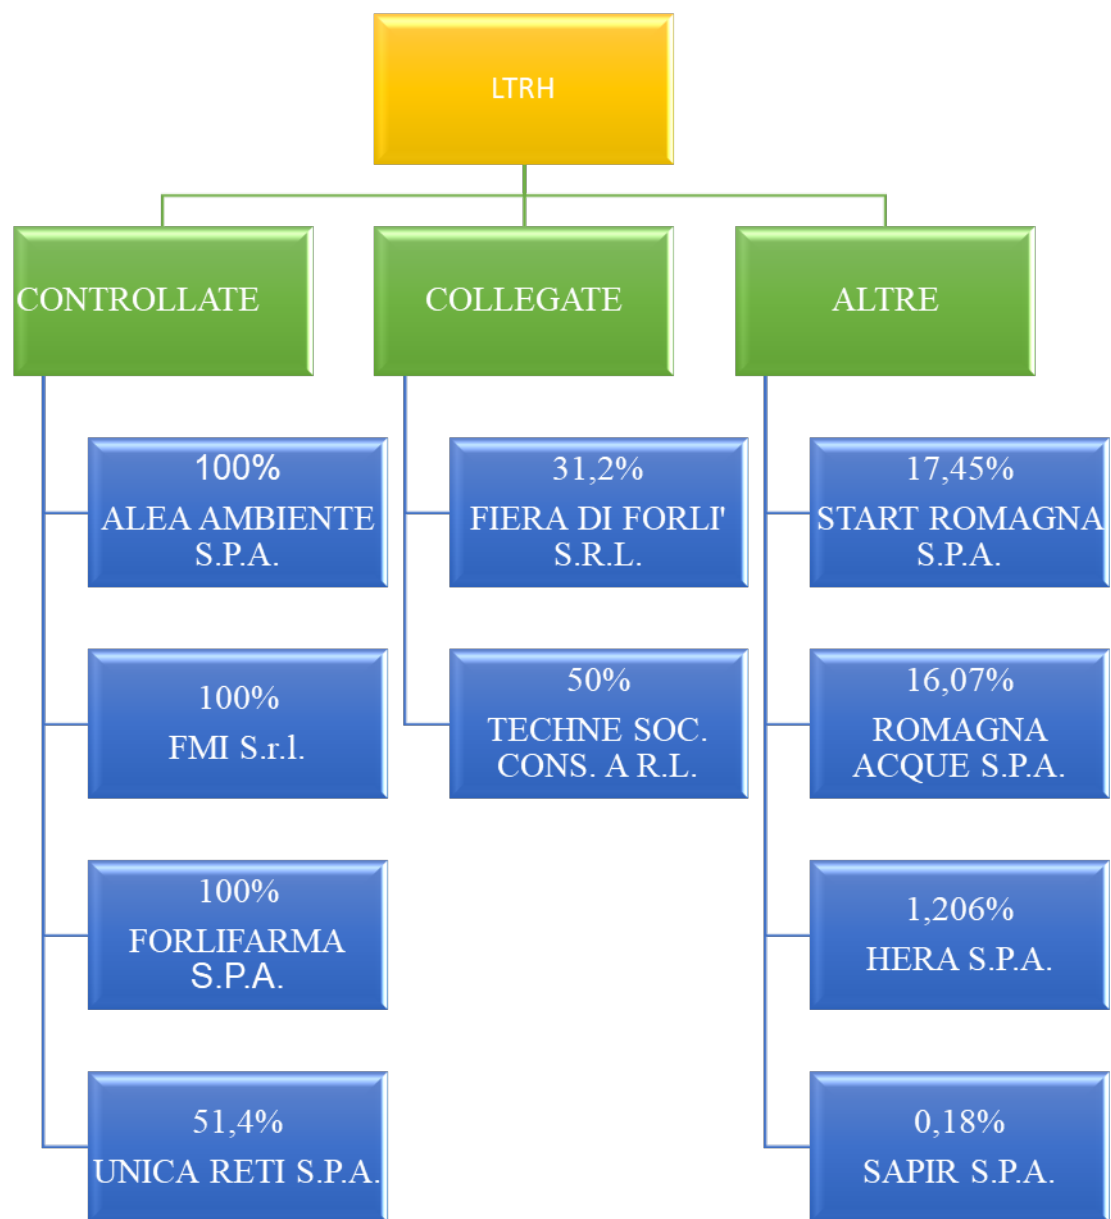 LTRH
CONTROLLATE
COLLEGATE
ALTRE
100%
ALEA AMBIENTE
S.P.A.
100%
FMI S.r.l.
100%
FORLIFARMA
S.P.A.
51,4%
UNICA RETI S.P.A.
31,2%
FIERA DI FORLI'
S.R.L.
50%
TECHNE SOC.
CONS. A R.L.
17,45%
START ROMAGNA
S.P.A.
16,07%
ROMAGNA
ACQUE S.P.A.
1,206%
HERA S.P.A.
0,18%
SAPIR S.P.A.